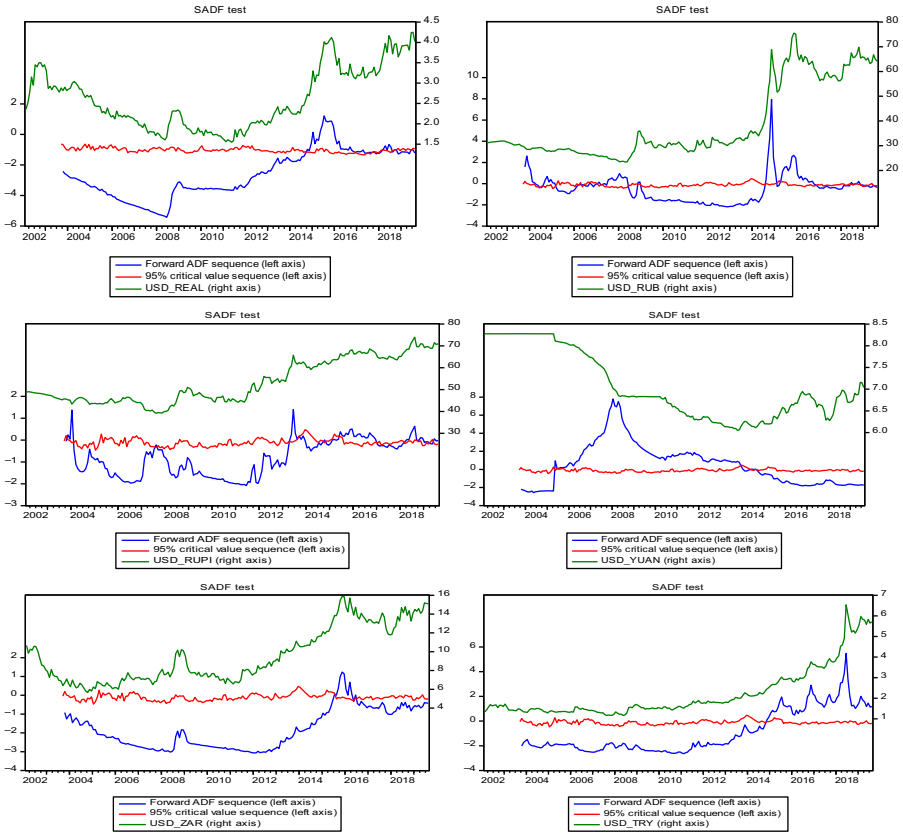 SADF test
4.5
4.0
3.5
3.0
2.5
2.0
1.5
2
0
−2
−4
−6
2002 2004 2006 2008 2010 2012 2014 2016 2018
Forward ADF sequence (left axis)
95% critical value sequence (left axis)
USD_REAL (right axis)
SADF test
80
70
60
50
40
30
20
10
8
6
4
2
0
−2
−4
2002 2004 2006 2008 2010 2012 2014 2016 2018
Forward ADF sequence (left axis)
95% critical value sequence (left axis)
USD_RUB (right axis)
SADF test
80
70
60
50
40
30
2
1
0
−1
−2
−3
2002 2004 2006 2008 2010 2012 2014 2016 2018
Forward ADF sequence (left axis)
95% critical value sequence (left axis)
USD_RUPI (right axis)
SADF test
8.5
8.0
7.5
7.0
6.5
6.0
8
6
4
2
0
−2
−4
2002 2004 2006 2008 2010 2012 2014 2016 2018
Forward ADF sequence (left axis)
95% critical value sequence (left axis)
USD_YUAN (right axis)
SADF test
16
14
12
10
8
6
4
2
1
0
−1
−2
−3
−4
2002 2004 2006 2008 2010 2012 2014 2016 2018
Forward ADF sequence (left axis)
95% critical value sequence (left axis)
USD_ZAR (right axis)
SADF test
7
6
5
4
3
2
1
6
4
2
0
−2
−4
2002 2004 2006 2008 2010 2012 2014 2016 2018
Forward ADF sequence (left axis)
95% critical value sequence (left axis)
USD_TRY (right axis)